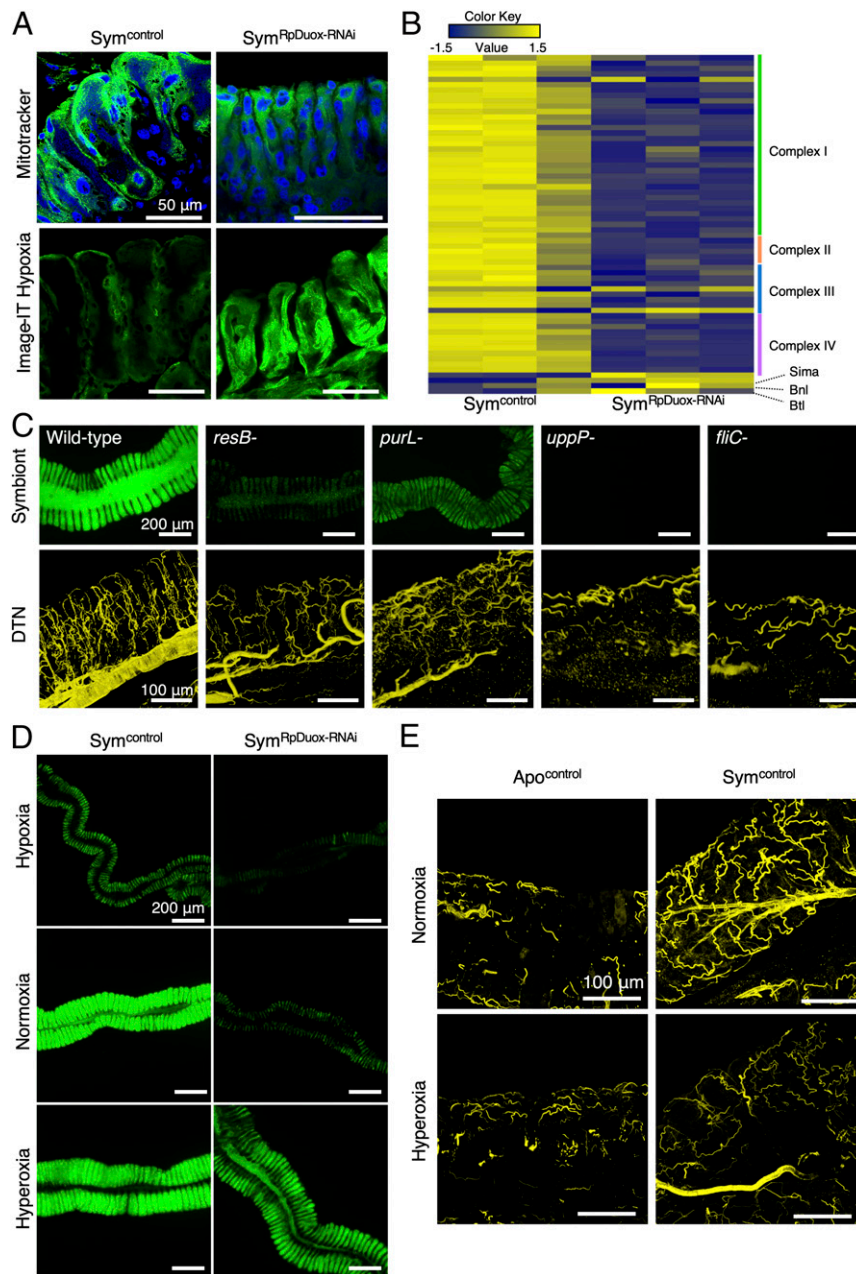 A
Sym^control
Sym^RpDuox-RNAi
Mitotracker
50 µm
Image-IT Hypoxia
B
Color Key
-1.5 Value 1.5
Complex I
Complex II
Complex III
Complex IV
Sima
Bnl
Btl
Sym^control
Sym^RpDuox-RNAi
C
Wild-type
resB-
purL-
uppP-
fliC-
Symbiont
200 µm
DTN
100 µm
D
Sym^control
Sym^RpDuox-RNAi
Hypoxia
200 µm
Normoxia
Hyperoxia
E
Apo^control
Sym^control
Normoxia
100 µm
Hyperoxia